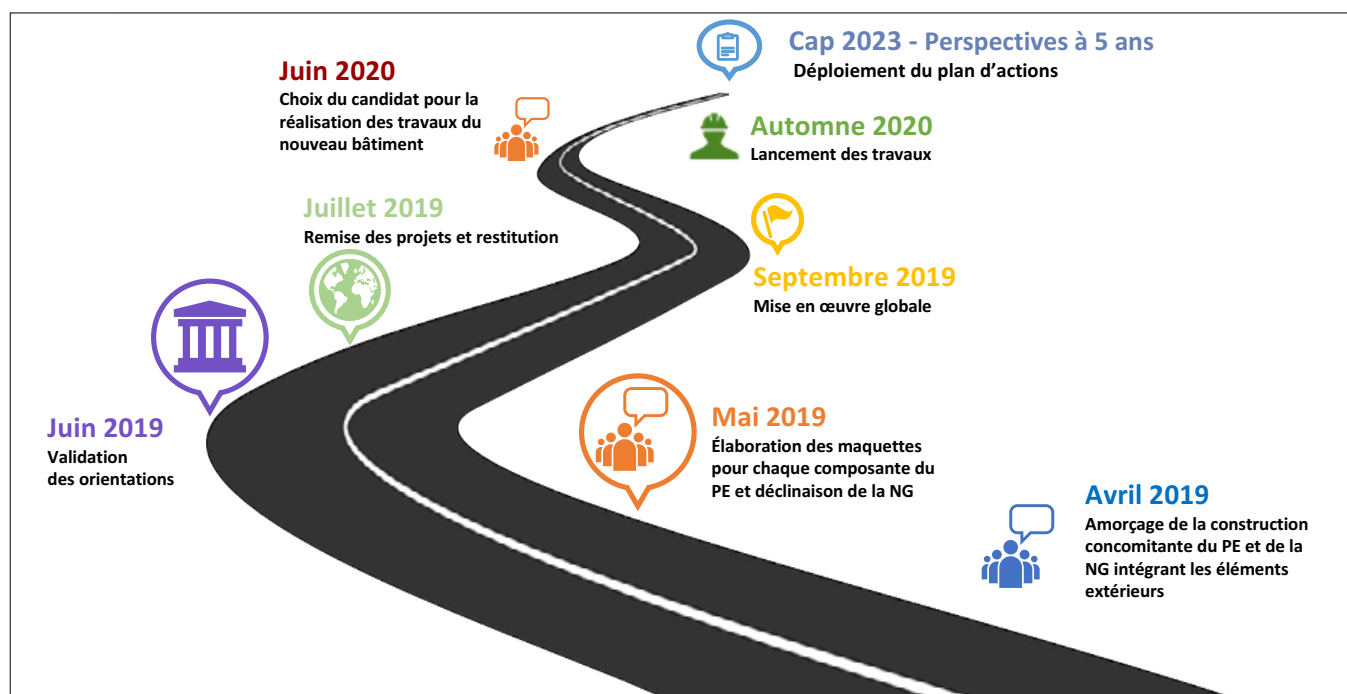 Cap 2023 - Perspectives à 5 ans
Déploiement du plan d’actions
Juin 2020
Choix du candidat pour la
réalisation des travaux du
nouveau bâtiment
Automne 2020
Lancement des travaux
Juillet 2019
Remise des projets et restitution
Septembre 2019
Mise en œuvre globale
Juin 2019
Validation
des orientations
Mai 2019
Élaboration des maquettes
pour chaque composante du
PE et déclinaison de la NG
Avril 2019
Amorçage de la construction
concomitante du PE et de la
NG intégrant les éléments
extérieurs